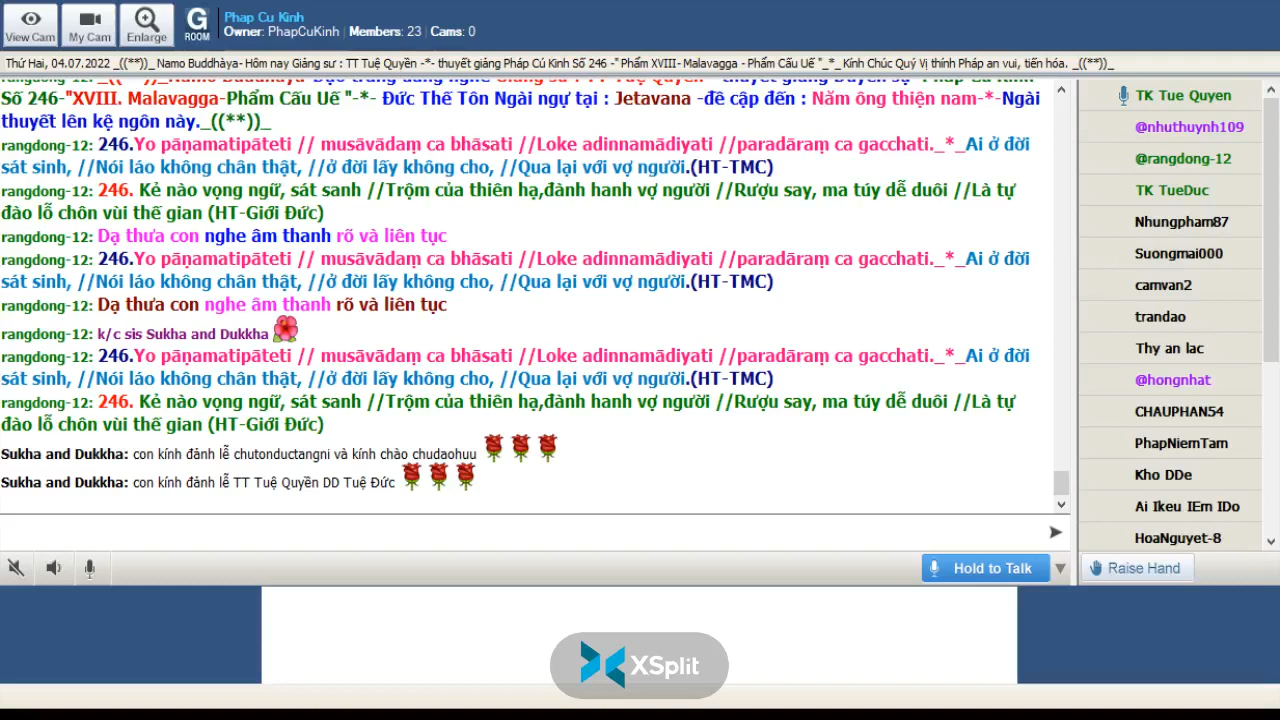 View Cam
My Cam
Enlarge
G
ROOM
Phap Cu Kinh
Owner: PhapCuKinh | Members: 23 | Cams: 0
Thứ Hai, 04.07.2022 _((**))_ Namo Buddhàya- Hôm nay Giảng sư : TT Tuệ Quyền -*- thuyết giảng Pháp Cú Kinh Số 246 -" Phẩm XVIII- Malavagga - Phẩm Cấu Uế "_*_ Kính Chúc Quý Vị thính Pháp an vui, tiến hóa. _((**))_
Số 246-"XVIII. Malavagga-Phẩm Cấu Uế "-*- Đức Thế Tôn Ngài ngự tại : Jetavana -đề cập đến : Năm ông thiện nam-*-Ngài
thuyết lên kệ ngôn này._((**))_
rangdong-12: 246.Yo pāṇamatipāteti // musāvādaṃ ca bhāsati //Loke adinnamādiyati //paradāraṃ ca gacchati._*_Ai ở đời
sát sinh, //Nói láo không chân thật, //ở đời lấy không cho, //Qua lại với vợ người.(HT-TMC)
rangdong-12: 246. Kẻ nào vọng ngữ, sát sanh //Trộm của thiên hạ,đành hanh vợ người //Rượu say, ma túy dễ duôi //Là tự
đào lỗ chôn vùi thế gian (HT-Giới Đức)
rangdong-12: Dạ thưa con nghe âm thanh rõ và liên tục
rangdong-12: 246.Yo pāṇamatipāteti // musāvādaṃ ca bhāsati //Loke adinnamādiyati //paradāraṃ ca gacchati._*_Ai ở đời
sát sinh, //Nói láo không chân thật, //ở đời lấy không cho, //Qua lại với vợ người.(HT-TMC)
rangdong-12: Dạ thưa con nghe âm thanh rõ và liên tục
rangdong-12: k/c sis Sukha and Dukkha
rangdong-12: 246.Yo pāṇamatipāteti // musāvādaṃ ca bhāsati //Loke adinnamādiyati //paradāraṃ ca gacchati._*_Ai ở đời
sát sinh, //Nói láo không chân thật, //ở đời lấy không cho, //Qua lại với vợ người.(HT-TMC)
rangdong-12: 246. Kẻ nào vọng ngữ, sát sanh //Trộm của thiên hạ,đành hanh vợ người //Rượu say, ma túy dễ duôi //Là tự
đào lỗ chôn vùi thế gian (HT-Giới Đức)
Sukha and Dukkha: con kính đảnh lễ chutonductangni và kính chào chudaohuu
Sukha and Dukkha: con kính đảnh lễ TT Tuệ Quyền DD Tuệ Đức
TK Tue Quyen
@nhuthuynh109
@rangdong-12
TK TueDuc
Nhungpham87
Suongmai000
camvan2
trandao
Thy an lac
@hongnhat
CHAUPHAN54
PhapNiemTam
Kho DDe
Ai Ikeu IEm IDo
HoaNguyet-8
Hold to Talk
Raise Hand
XSplit